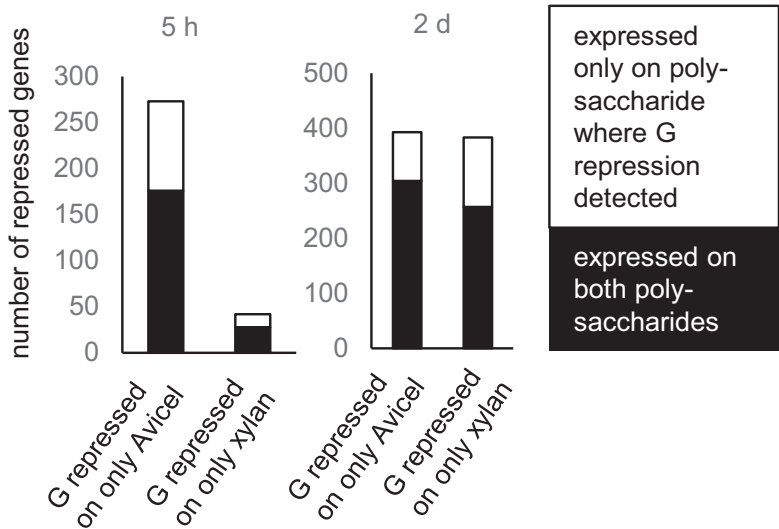 5 h
2 d
number of repressed genes
300
250
200
150
100
50
0
500
400
300
200
100
0
G repressed
on only Avicel
G repressed
on only xylan
G repressed
on only Avicel
G repressed
on only xylan
expressed
only on poly-
saccharide
where G
repression
detected
expressed on
both poly-
saccharides